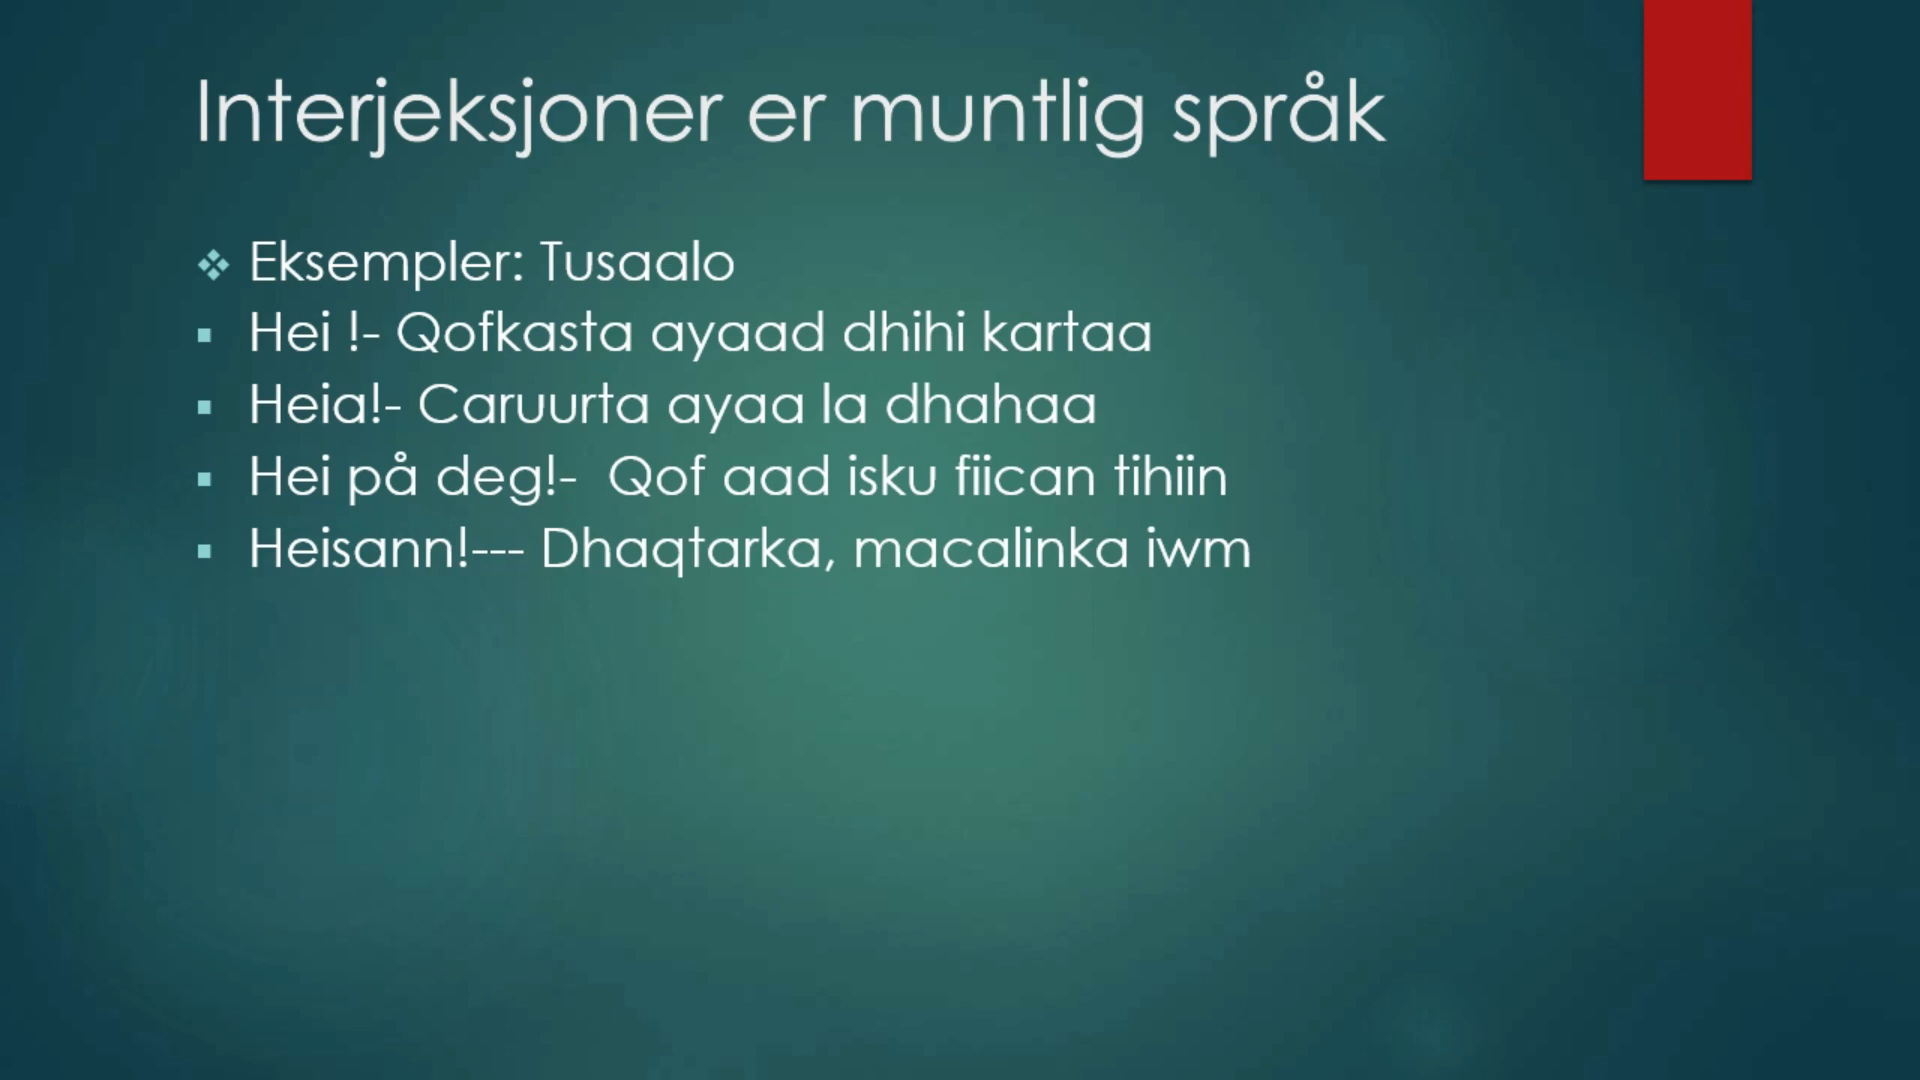 Interjeksjoner er muntlig språk
Eksempler: Tusaalo
Hei !- Qofkasta ayaad dhihi kartaa
Heia!- Caruurta ayaa la dhahaa
Hei på deg!-  Qof aad isku fiican tihiin
Heisann!--- Dhaqtarka, macalinka iwm